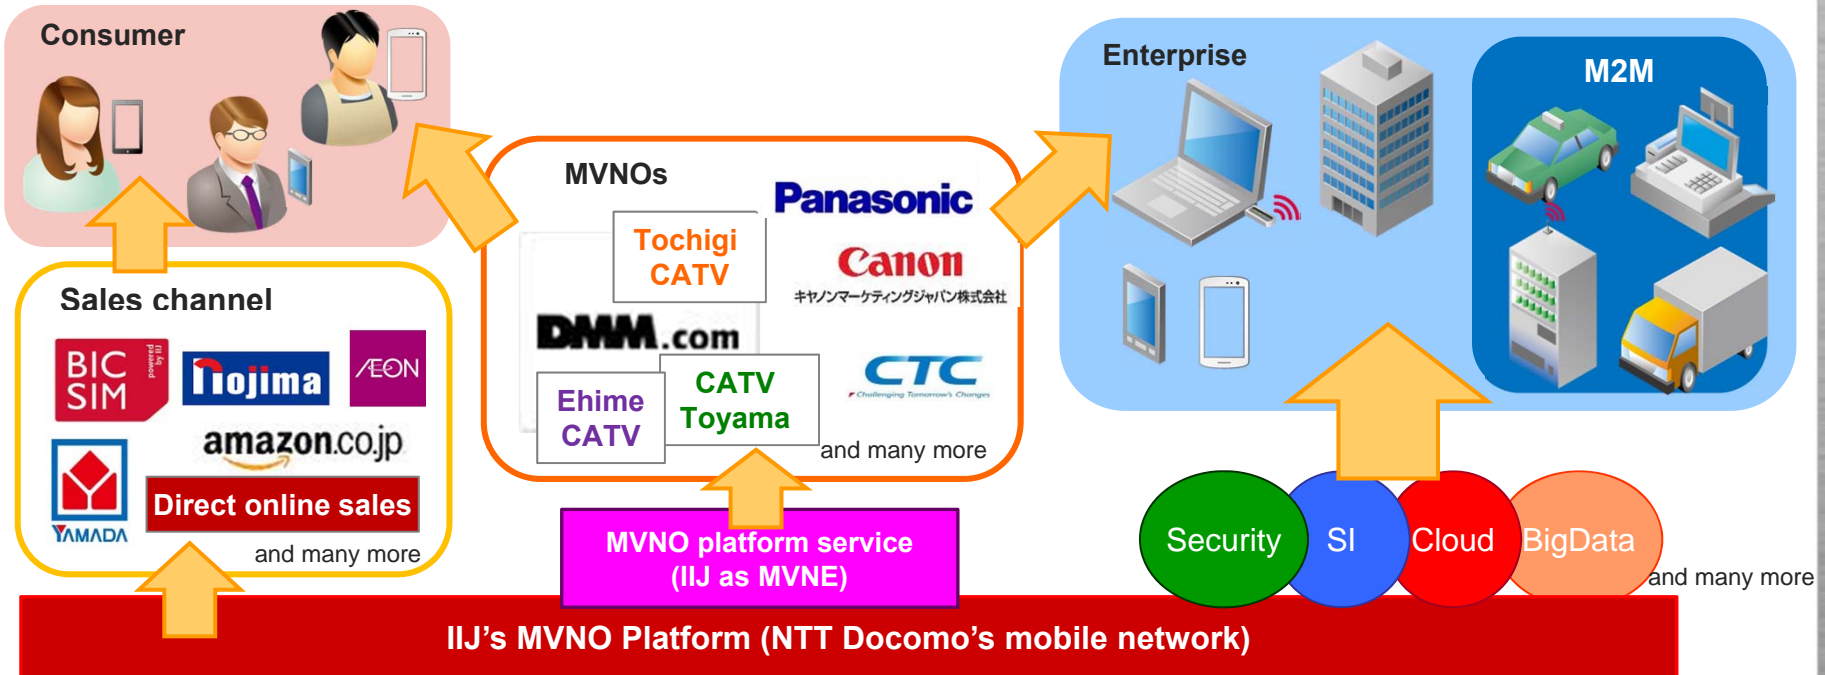 Consumer
Enterprise
M2M
MVNOs
Panasonic
Tochigi
CATV
Canon
キヤノンマーケティングジャパン株式会社
DMM.com
CTC
Challenging Tomorrow's Changes
CATV
Toyama
Ehime
CATV
and many more
Sales channel
BIC
SIM
powered
by IIJ
nojima
ÆON
amazon.co.jp
YAMADA
Direct online sales
and many more
MVNO platform service
(IIJ as MVNE)
Security
SI
Cloud
BigData
and many more
IIJ’s MVNO Platform (NTT Docomo’s mobile network)